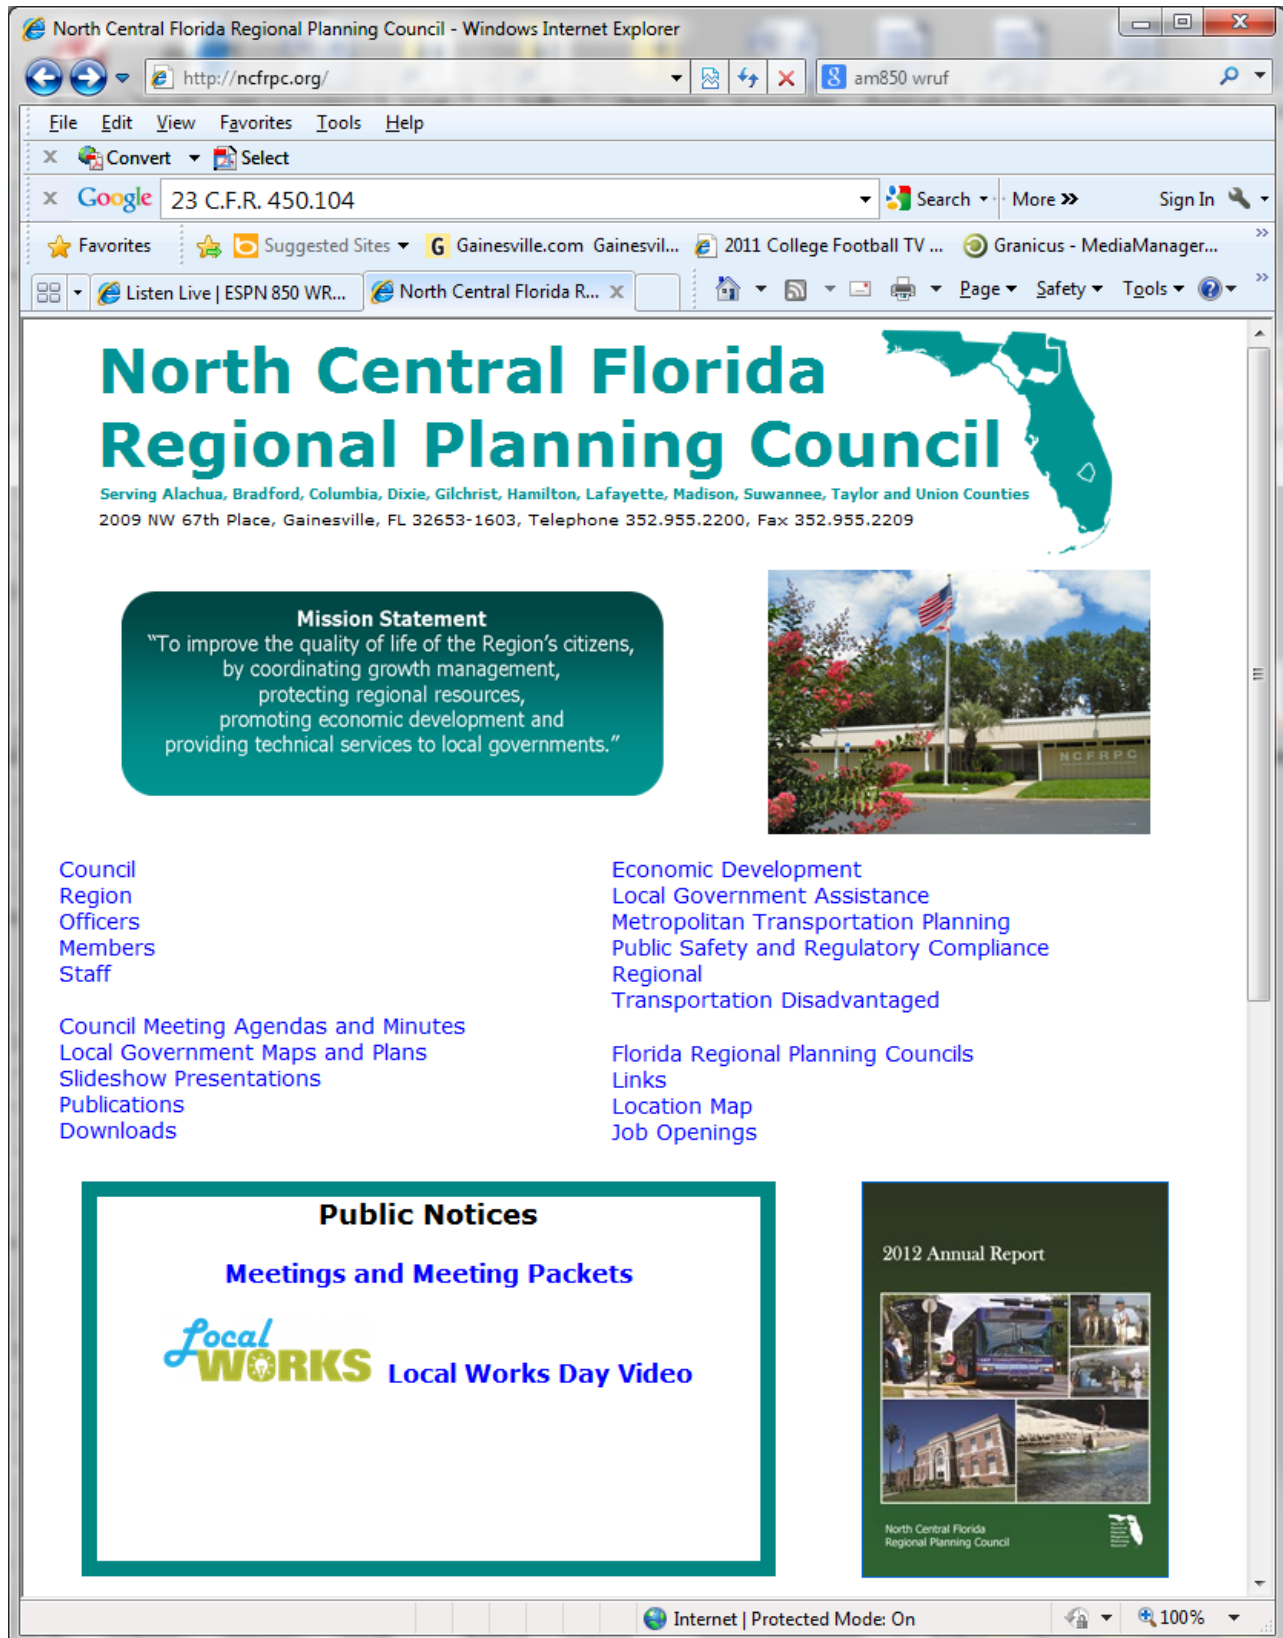 North Central Florida Regional Planning Council - Windows Internet Explorer
http://ncfrpc.org/
am850 wruf
File Edit View Favorites Tools Help
x Convert Select
x Google 23 C.F.R. 450.104 Search More » Sign In
Favorites Suggested Sites G Gainesville.com Gainesvil... 2011 College Football TV ... Granicus - MediaManager... »
Listen Live | ESPN 850 WR... North Central Florida R... X Page Safety Tools »
North Central Florida
Regional Planning Council
Serving Alachua, Bradford, Columbia, Dixie, Gilchrist, Hamilton, Lafayette, Madison, Suwannee, Taylor and Union Counties
2009 NW 67th Place, Gainesville, FL 32653-1603, Telephone 352.955.2200, Fax 352.955.2209
Mission Statement
“To improve the quality of life of the Region's citizens,
by coordinating growth management,
protecting regional resources,
promoting economic development and
providing technical services to local governments.”
NCFRPC
Council
Region
Officers
Members
Staff
Council Meeting Agendas and Minutes
Local Government Maps and Plans
Slideshow Presentations
Publications
Downloads
Economic Development
Local Government Assistance
Metropolitan Transportation Planning
Public Safety and Regulatory Compliance
Regional
Transportation Disadvantaged
Florida Regional Planning Councils
Links
Location Map
Job Openings
Public Notices
Meetings and Meeting Packets
Local
WORKS
Local Works Day Video
2012 Annual Report
North Central Florida
Regional Planning Council
Internet | Protected Mode: On
100%